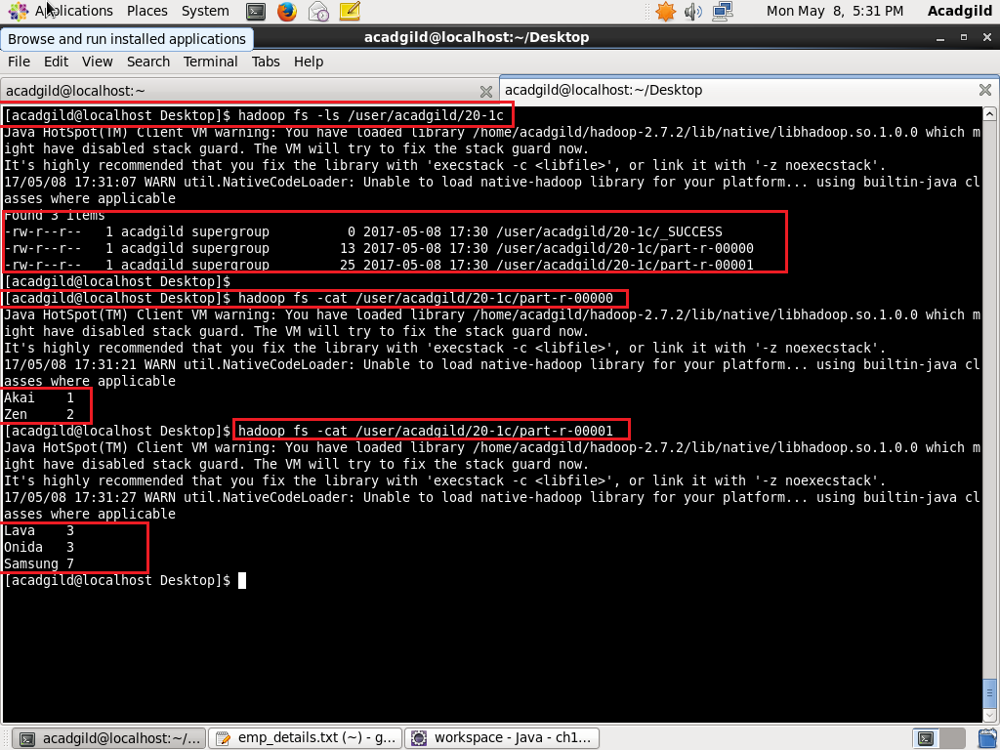 Applications Places System Mon May 8, 5:31 PM Acadgild
Browse and run installed applications
acadgild@localhost:~/Desktop
File Edit View Search Terminal Tabs Help
acadgild@localhost:~
acadgild@localhost:~/Desktop
[acadgild@localhost Desktop]$ hadoop fs -ls /user/acadgild/20-1c
Java HotSpot(TM) Client VM warning: You have loaded library /home/acadgild/hadoop-2.7.2/lib/native/libhadoop.so.1.0.0 which m
ight have disabled stack guard. The VM will try to fix the stack guard now.
It's highly recommended that you fix the library with 'execstack -c <libfile>', or link it with '-z noexecstack'.
17/05/08 17:31:07 WARN util.NativeCodeLoader: Unable to load native-hadoop library for your platform... using builtin-java cl
asses where applicable
Found 3 items
-rw-r--r-- 1 acadgild supergroup 0 2017-05-08 17:30 /user/acadgild/20-1c/_SUCCESS
-rw-r--r-- 1 acadgild supergroup 13 2017-05-08 17:30 /user/acadgild/20-1c/part-r-00000
-rw-r--r-- 1 acadgild supergroup 25 2017-05-08 17:30 /user/acadgild/20-1c/part-r-00001
[acadgild@localhost Desktop]$
[acadgild@localhost Desktop]$ hadoop fs -cat /user/acadgild/20-1c/part-r-00000
Java HotSpot(TM) Client VM warning: You have loaded library /home/acadgild/hadoop-2.7.2/lib/native/libhadoop.so.1.0.0 which m
ight have disabled stack guard. The VM will try to fix the stack guard now.
It's highly recommended that you fix the library with 'execstack -c <libfile>', or link it with '-z noexecstack'.
17/05/08 17:31:21 WARN util.NativeCodeLoader: Unable to load native-hadoop library for your platform... using builtin-java cl
asses where applicable
Akai 1
Zen 2
[acadgild@localhost Desktop]$ hadoop fs -cat /user/acadgild/20-1c/part-r-00001
Java HotSpot(TM) Client VM warning: You have loaded library /home/acadgild/hadoop-2.7.2/lib/native/libhadoop.so.1.0.0 which m
ight have disabled stack guard. The VM will try to fix the stack guard now.
It's highly recommended that you fix the library with 'execstack -c <libfile>', or link it with '-z noexecstack'.
17/05/08 17:31:27 WARN util.NativeCodeLoader: Unable to load native-hadoop library for your platform... using builtin-java cl
asses where applicable
Lava 3
Onida 3
Samsung 7
[acadgild@localhost Desktop]$
acadgild@localhost:~/... emp_details.txt (~) - g... workspace - Java - ch1...